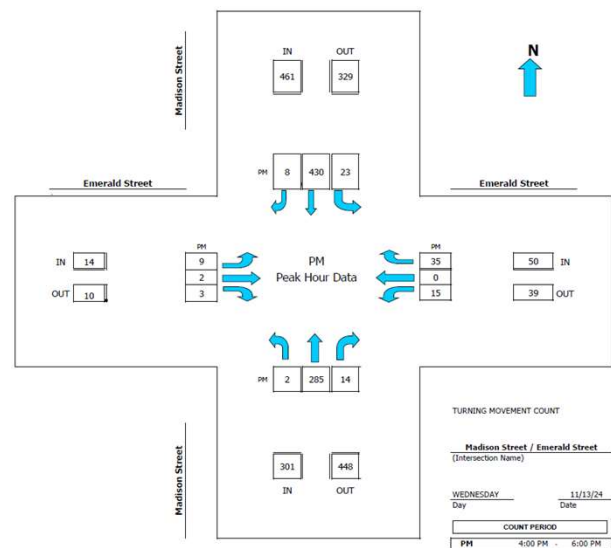 IN OUT
N
461 329
Madison Street
PM 8 430 23
Emerald Street
Emerald Street
PM
PM
IN 14
9
2
3
PM
Peak Hour Data
35
0
15
50 IN
OUT 10
39 OUT
PM 2 285 14
TURNING MOVEMENT COUNT
Madison Street
Madison Street / Emerald Street
(Intersection Name)
301 448
IN OUT
WEDNESDAY 11/13/24
Day Date
COUNT PERIOD
PM 4:00 PM - 6:00 PM